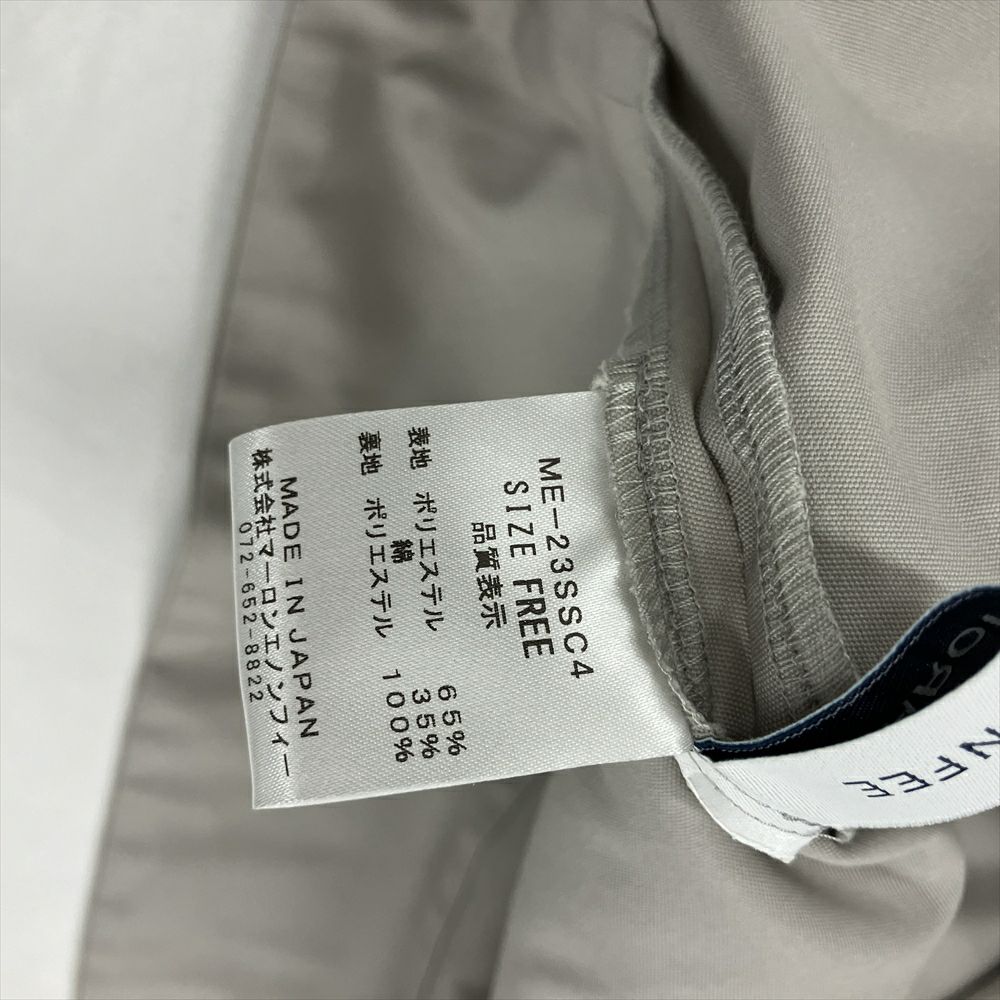 ME-23SSC4
SIZE FREE
品質表示
表地 ポリエステル 65%
綿 35%
裏地 ポリエステル 100%
MADE IN JAPAN
株式会社マーロンエノンフィー
072-652-8822
NFEE